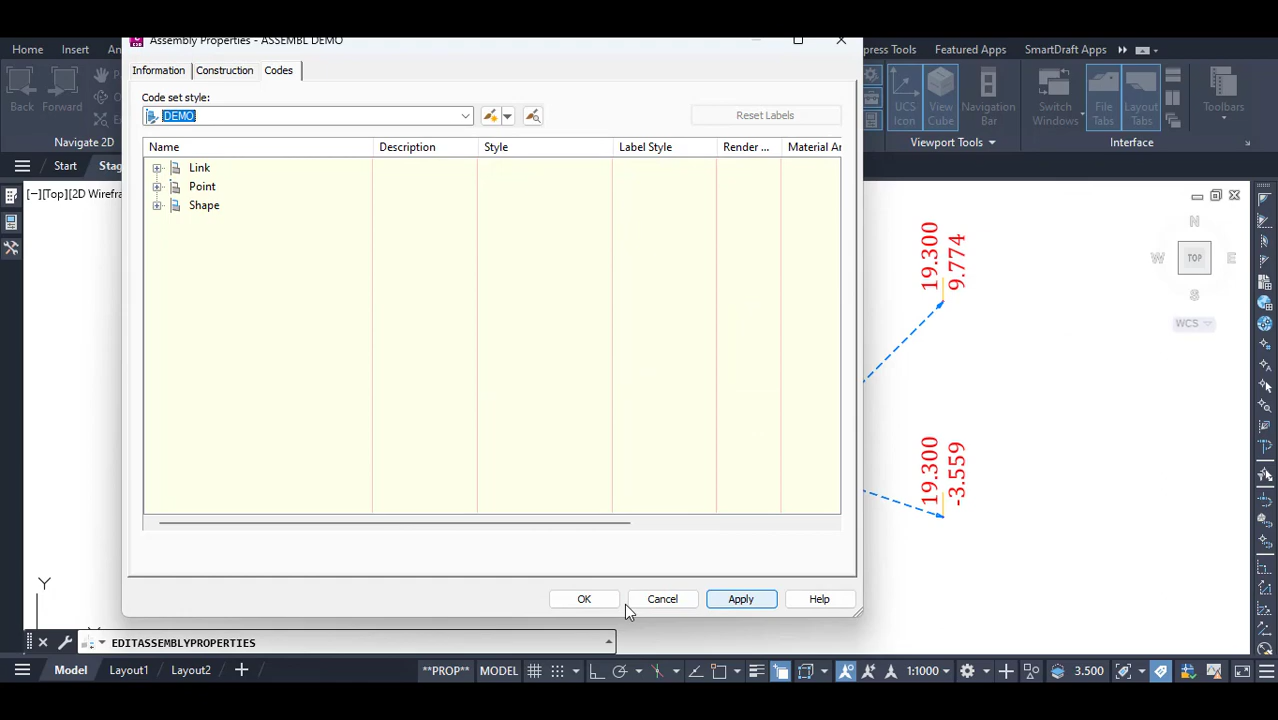 Assembly Properties - ASSEMBL DEMO
Home
Insert
An
press Tools
Featured Apps
SmartDraft Apps
Information
Construction
Codes
Code set style:
DEMO
Reset Labels
Name
Description
Style
Label Style
Render ...
Material Ar
Link
Point
Shape
OK
Cancel
Apply
Help
Back
Forward
Navigate 2D
Start
Stag
[−][Top][2D Wirefra
UCS
Icon
View
Cube
Navigation
Bar
Viewport Tools
Switch
Windows
File
Tabs
Layout
Tabs
Toolbars
Interface
19.300
9.774
19.300
-3.559
N
W
TOP
E
S
WCS
Y
EDITASSEMBLYPROPERTIES
Model
Layout1
Layout2
**PROP**
MODEL
1:1000
3.500